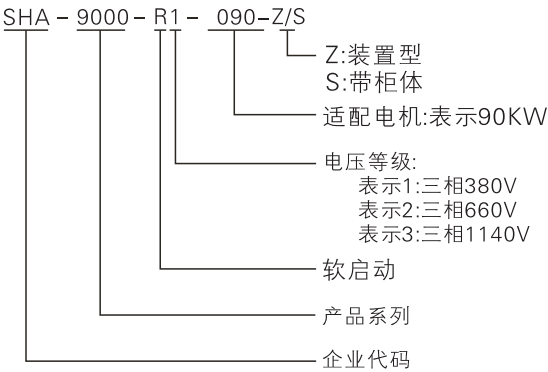 SHA-9000-R1-090-Z/S
Z:装置型
S:带柜体
适配电机:表示90KW
电压等级:
表示1:三相380V
表示2:三相660V
表示3:三相1140V
软启动
产品系列
企业代码